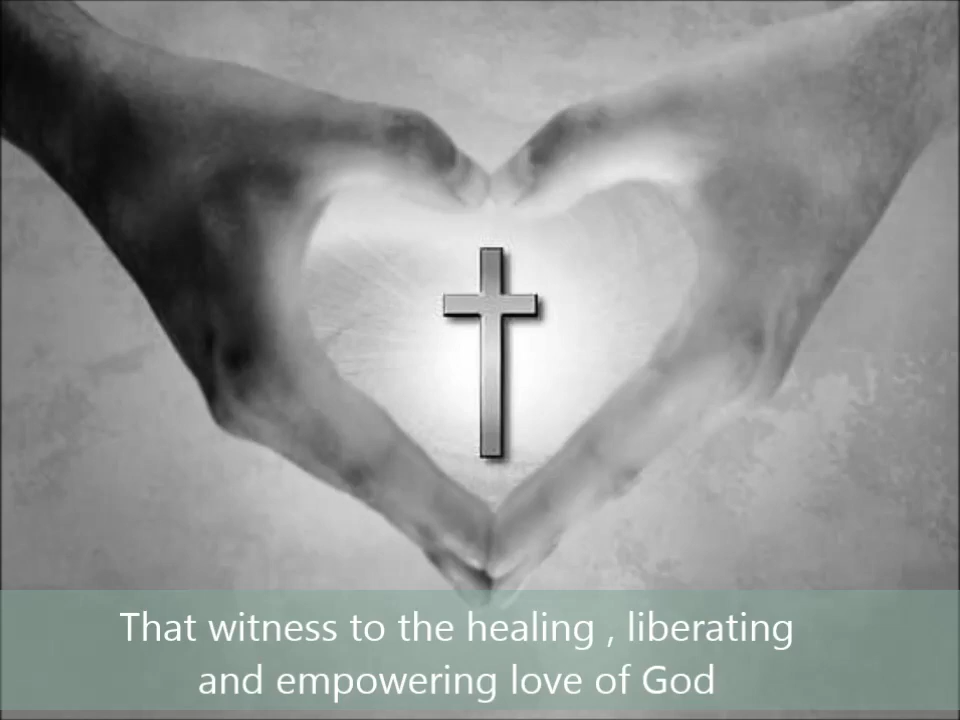 That witness to the healing , liberating
and empowering love of God